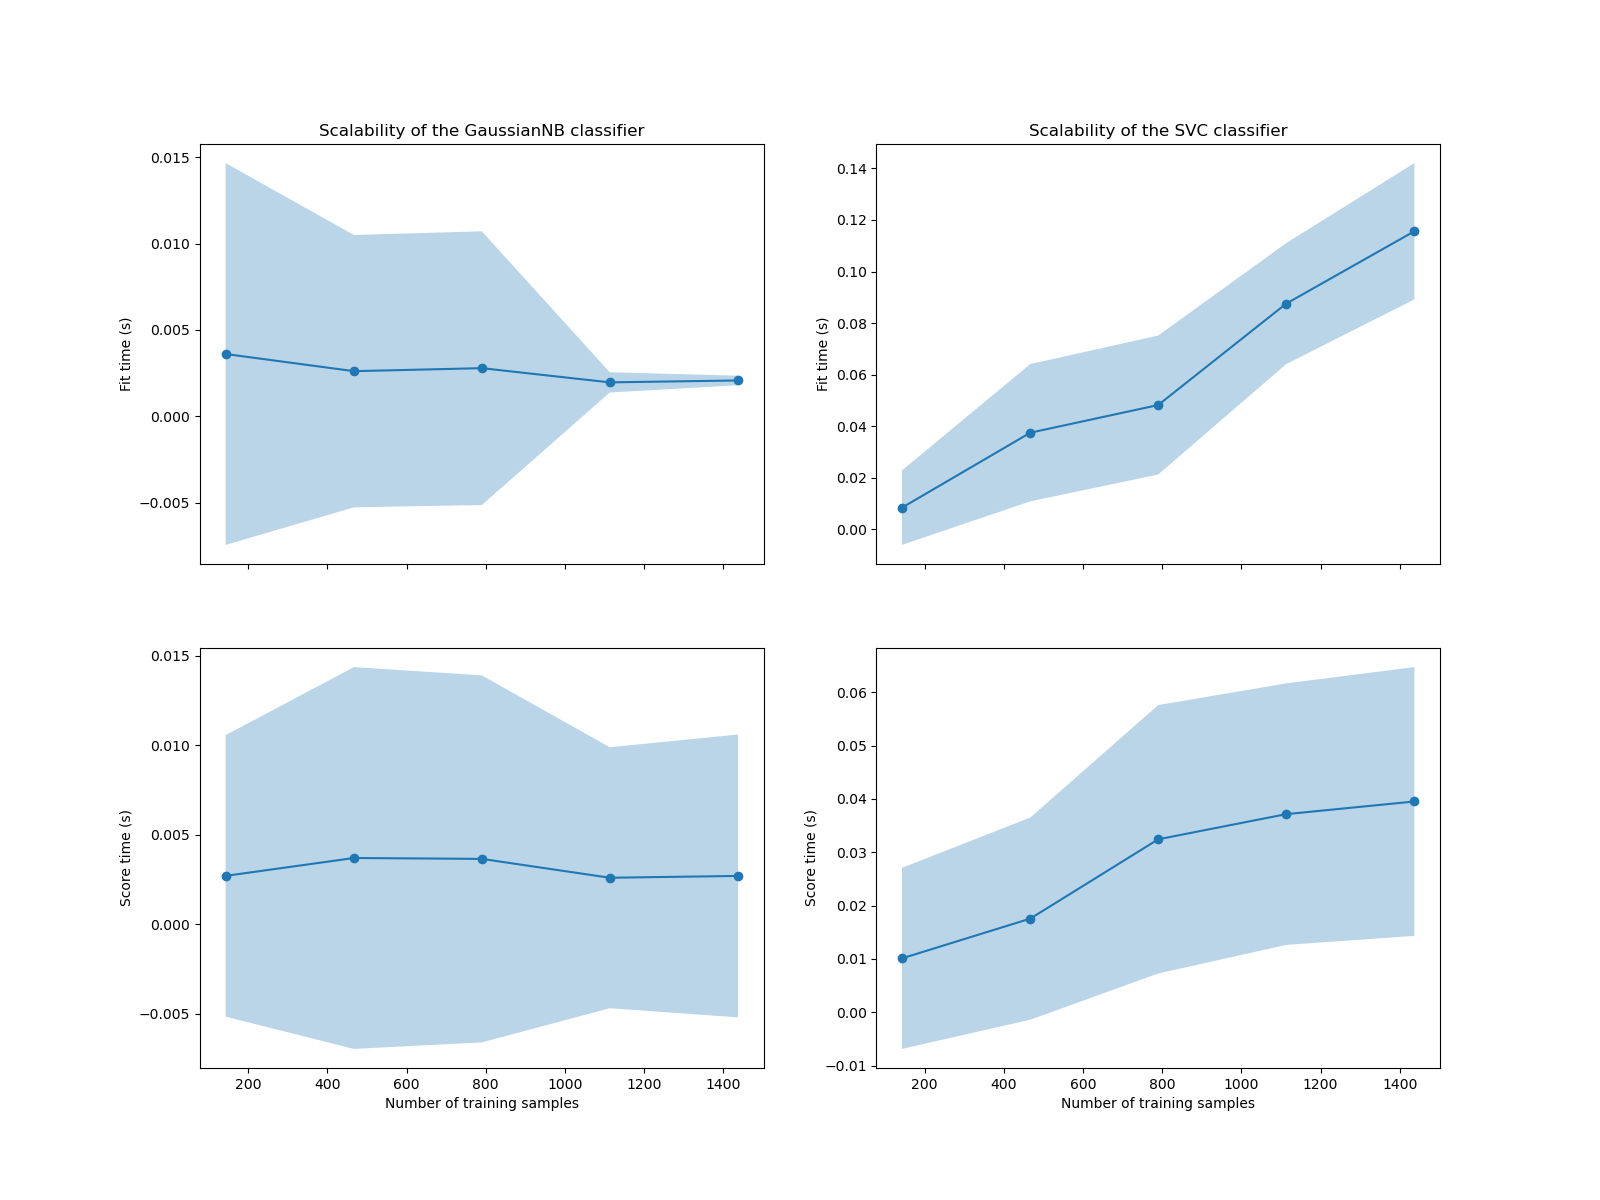 Scalability of the GaussianNB classifier
0.015
0.010
0.005
0.000
−0.005
Fit time (s)
Scalability of the SVC classifier
0.14
0.12
0.10
0.08
0.06
0.04
0.02
0.00
Fit time (s)
0.015
0.010
0.005
0.000
−0.005
Score time (s)
200 400 600 800 1000 1200 1400
Number of training samples
0.06
0.05
0.04
0.03
0.02
0.01
0.00
−0.01
Score time (s)
200 400 600 800 1000 1200 1400
Number of training samples